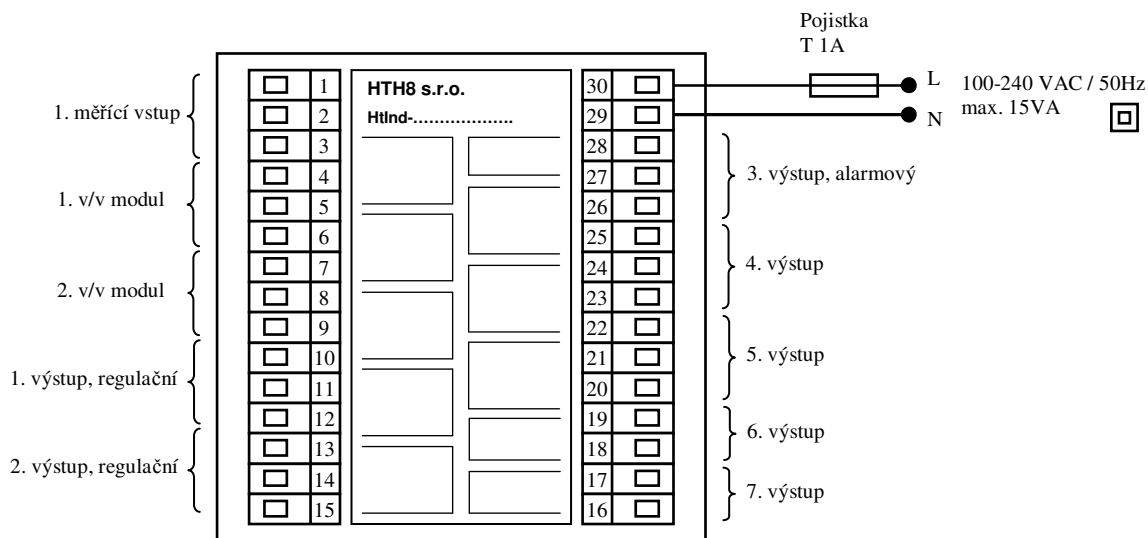 Pojistka
T 1A
L
N
100-240 VAC / 50Hz
max. 15VA
HTH8 s.r.o.
HtInd-...................
1. měřící vstup
1. v/v modul
2. v/v modul
1. výstup, regulační
2. výstup, regulační
1
2
3
4
5
6
7
8
9
10
11
12
13
14
15
30
29
28
27
26
25
24
23
22
21
20
19
18
17
16
3. výstup, alarmový
4. výstup
5. výstup
6. výstup
7. výstup